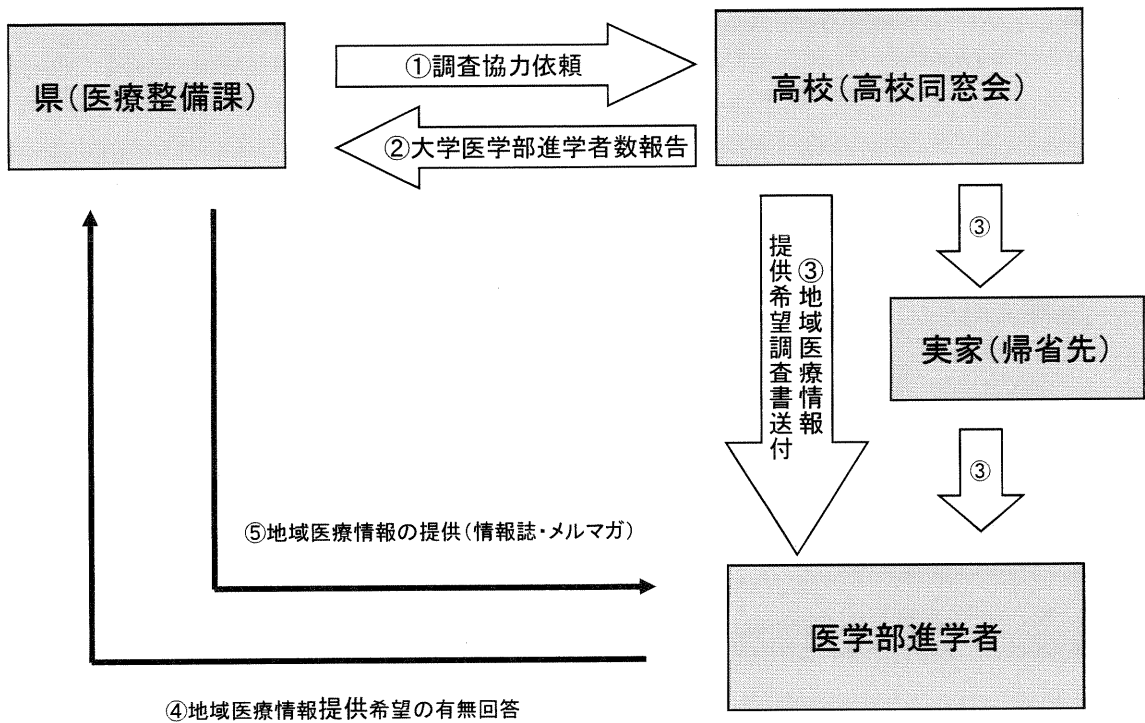 県(医療整備課)
①調査協力依頼
高校(高校同窓会)
②大学医学部進学者数報告
③地域医療情報
提供希望調査書送付
③
実家(帰省先)
③
⑤地域医療情報の提供(情報誌・メルマガ)
医学部進学者
④地域医療情報提供希望の有無回答